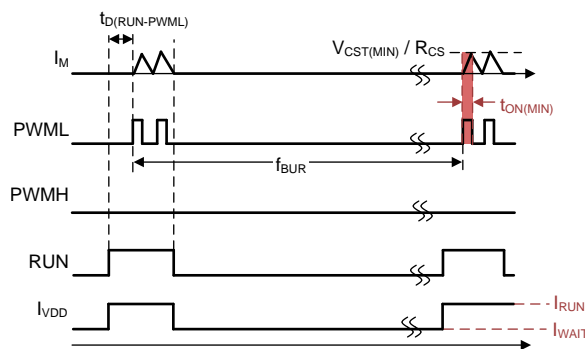 tD(RUN-PWML)
IM
VCST(MIN) / RCS
tON(MIN)
PWML
fBUR
PWMH
RUN
IVDD
IRUN
IWAIT